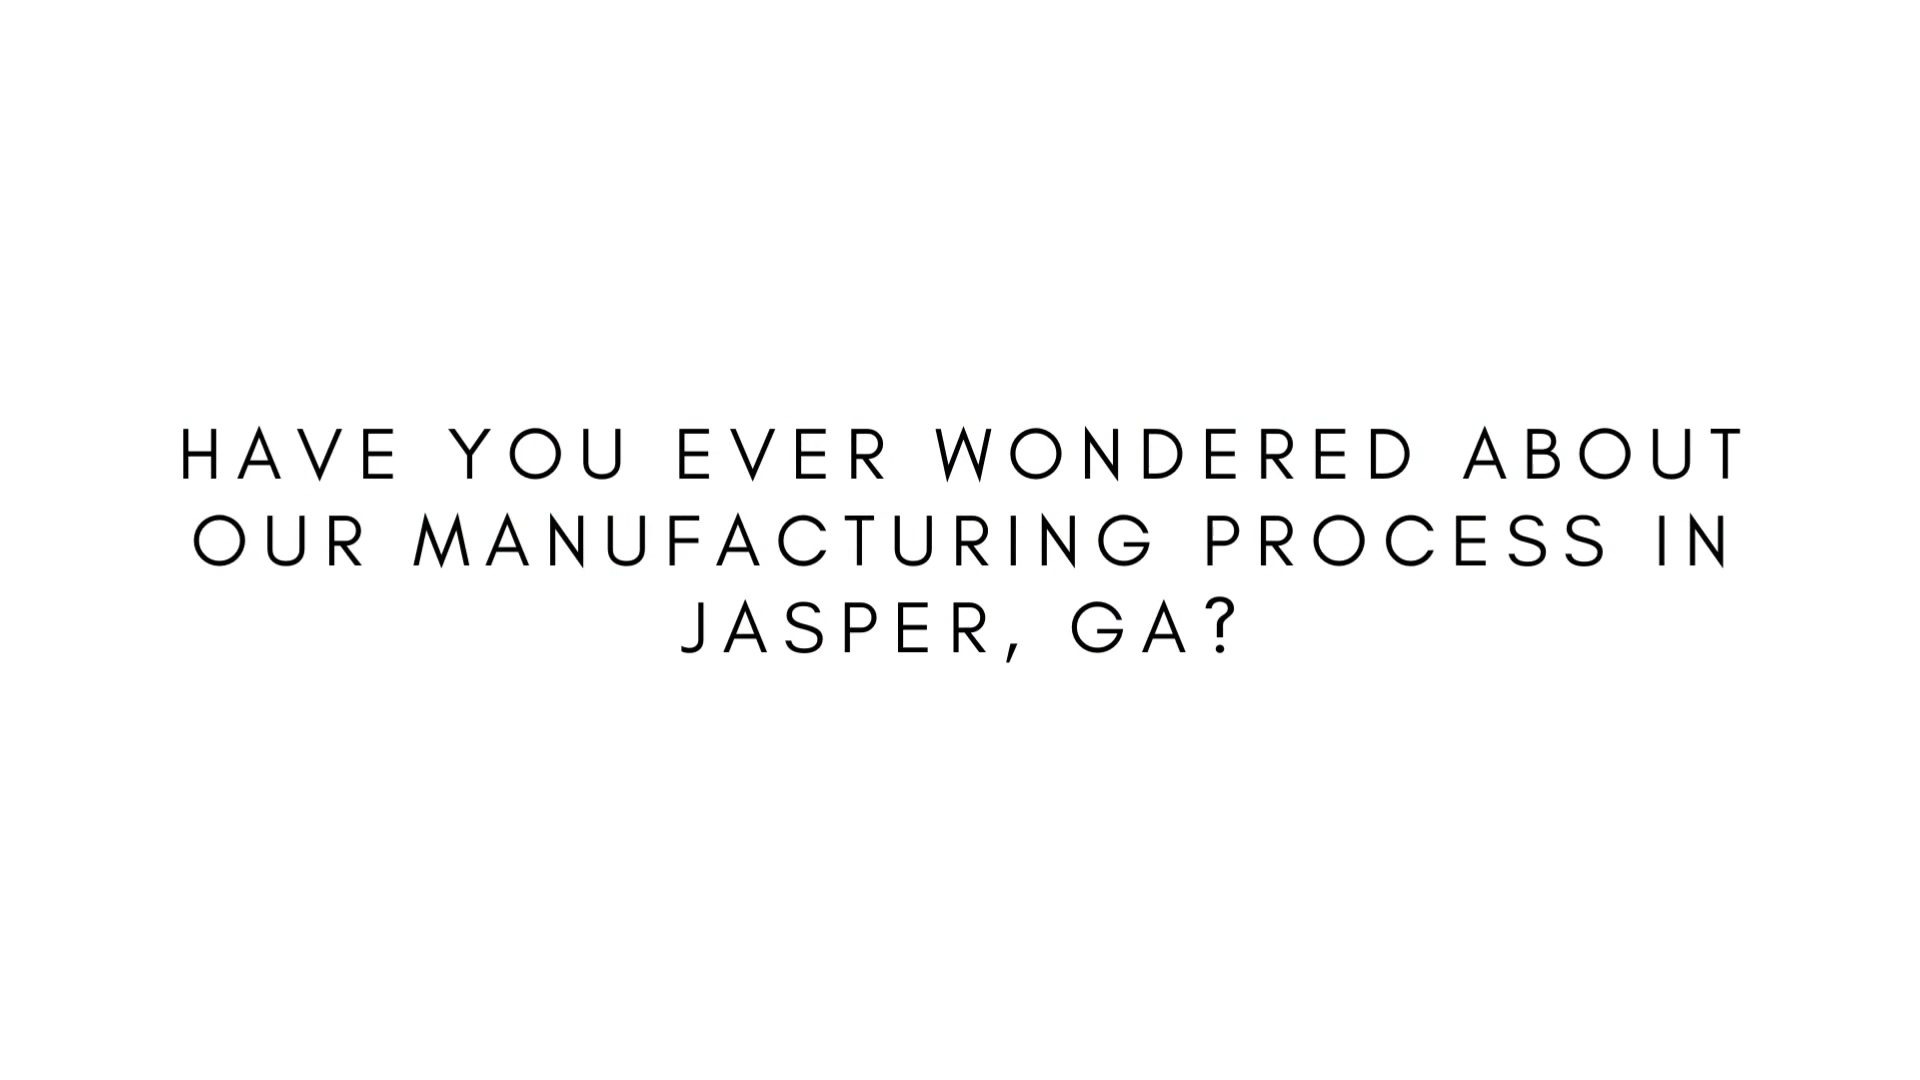 HAVE YOU EVER WONDERED ABOUT
OUR MANUFACTURING PROCESS IN
JASPER, GA?